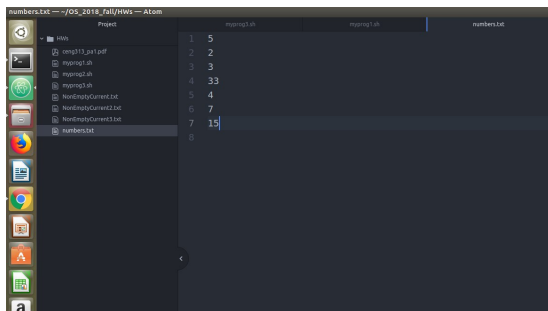 numbers.txt — ~/OS_2018_fall/HWs — Atom
Project
myprog3.sh
myprog1.sh
numbers.txt
HWs
ceng313_pa1.pdf
myprog1.sh
myprog2.sh
myprog3.sh
NonEmptyCurrent.txt
NonEmptyCurrent2.txt
NonEmptyCurrent3.txt
numbers.txt
1 5
2 2
3 3
4 33
5 4
6 7
7 15
8